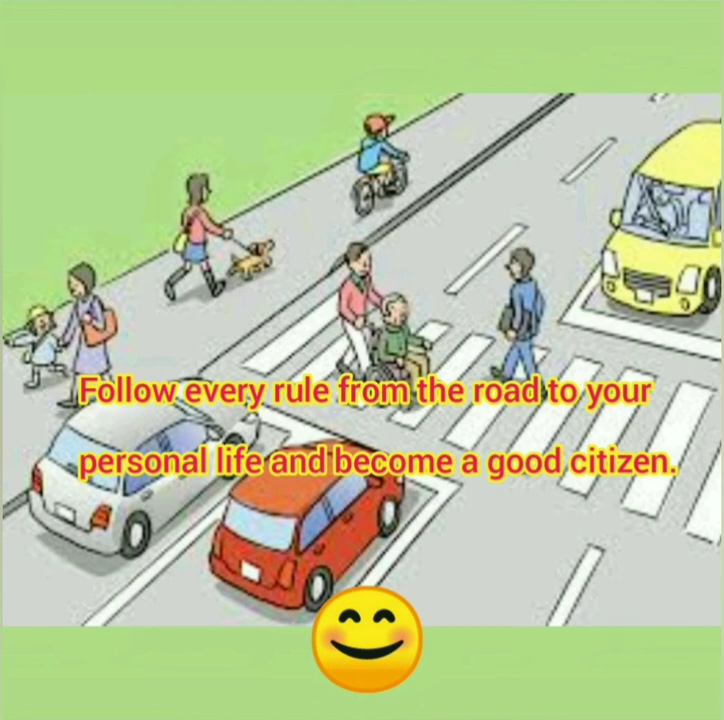 Follow every rule from the road to your
personal life and become a good citizen.